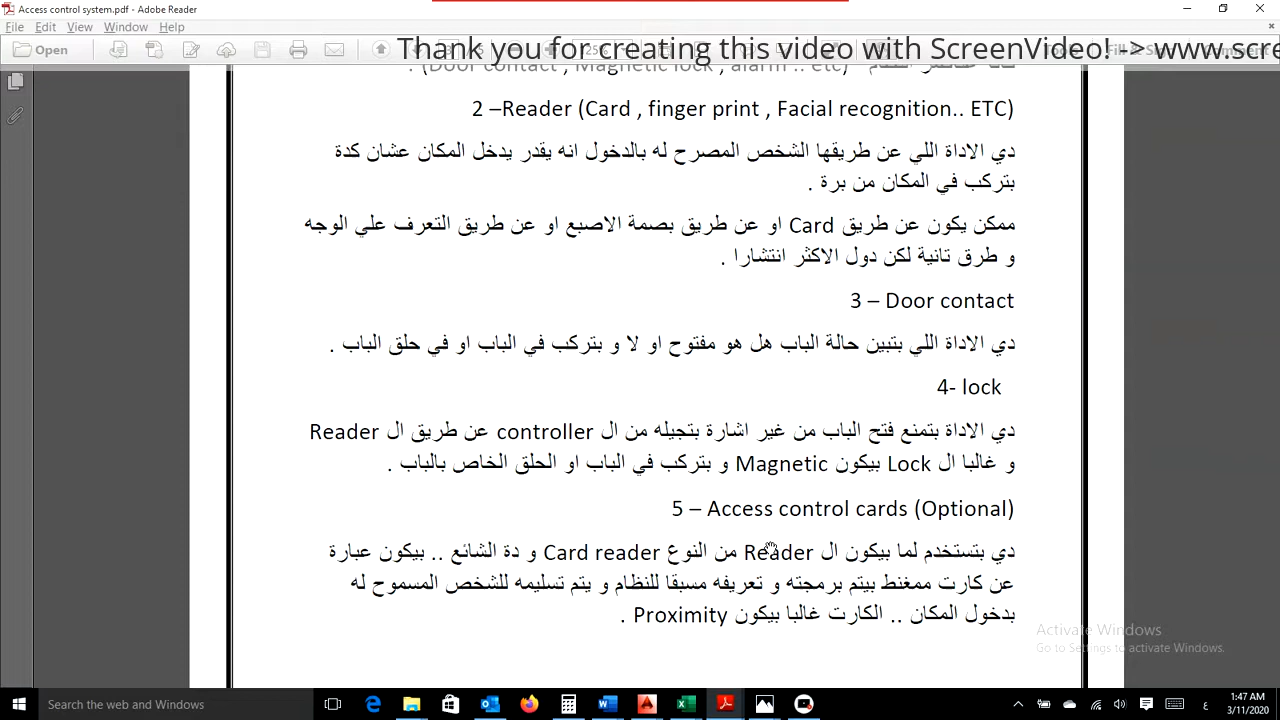 Access control system.pdf - Adobe Reader
File Edit View Window Help
Open
Thank you for creating this video with ScreenVideo! -> www.scre
(Door contact , Magnetic lock , alarm .. etc) .
2 –Reader (Card , finger print , Facial recognition.. ETC)
دي الاداة اللي عن طريقها الشخص المصرح له بالدخول انه يقدر يدخل المكان عشان كدة
بتركب في المكان من برة .
ممكن يكون عن طريق Card او عن طريق بصمة الاصبع او عن طريق التعرف علي الوجه
و طرق تانية لكن دول الاكثر انتشارا .
3 – Door contact
دي الاداة اللي بتبين حالة الباب هل هو مفتوح او لا و بتركب في الباب او في حلق الباب .
4- lock
دي الاداة بتمنع فتح الباب من غير اشارة بتجيله من ال controller عن طريق ال Reader
و غالبا ال Lock بيكون Magnetic و بتركب في الباب او الحلق الخاص بالباب .
5 – Access control cards (Optional)
دي بتستخدم لما بيكون ال Reader من النوع Card reader و دة الشائع .. بيكون عبارة
عن كارت ممغنط بيتم برمجته و تعريفه مسبقا للنظام و يتم تسليمه للشخص المسموح له
بدخول المكان .. الكارت غالبا بيكون Proximity .
Activate Windows
Go to Settings to activate Windows.
Search the web and Windows
ع
1:47 AM
3/11/2020